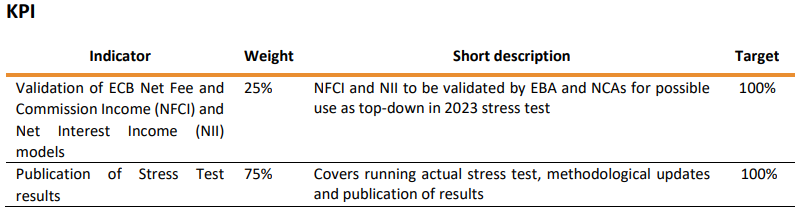 KPI
Indicator Weight Short description Target
Validation of ECB Net Fee and 25% NFCI and NII to be validated by EBA and NCAs for possible 100%
Commission Income (NFCI) and use as top-down in 2023 stress test
Net Interest Income (NII)
models
Publication of Stress Test 75% Covers running actual stress test, methodological updates 100%
results and publication of results